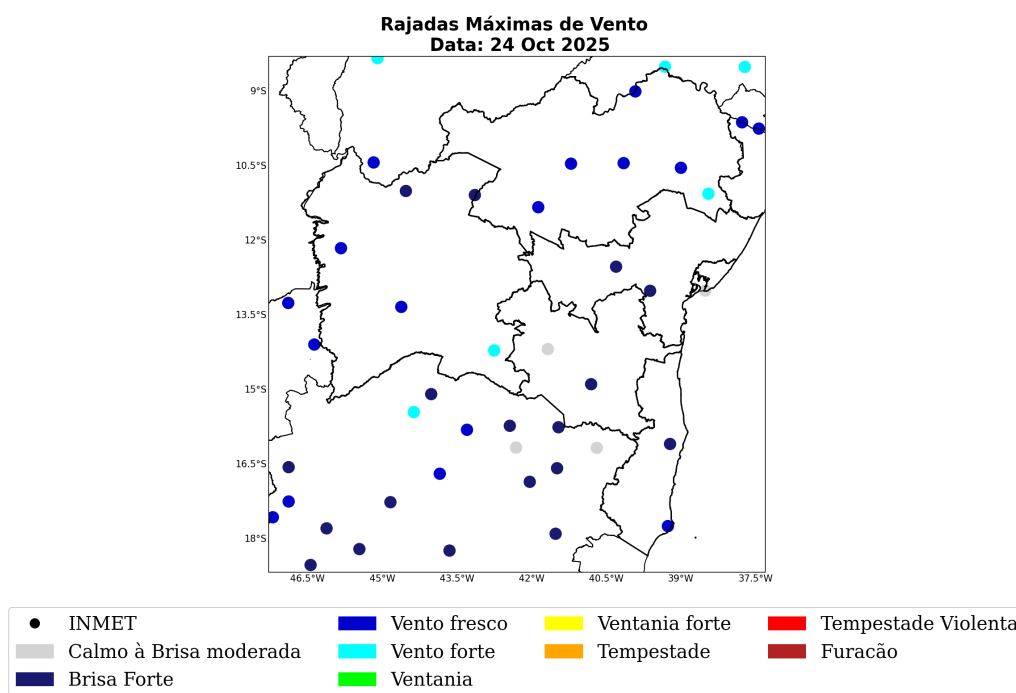 Rajadas Máximas de Vento
Data: 24 Oct 2025
9°S
10.5°S
12°S
13.5°S
15°S
16.5°S
18°S
46.5°W 45°W 43.5°W 42°W 40.5°W 39°W 37.5°W
INMET Vento fresco Ventania forte Tempestade Violenta
Calmo à Brisa moderada Vento forte Tempestade Furacão
Brisa Forte Ventania